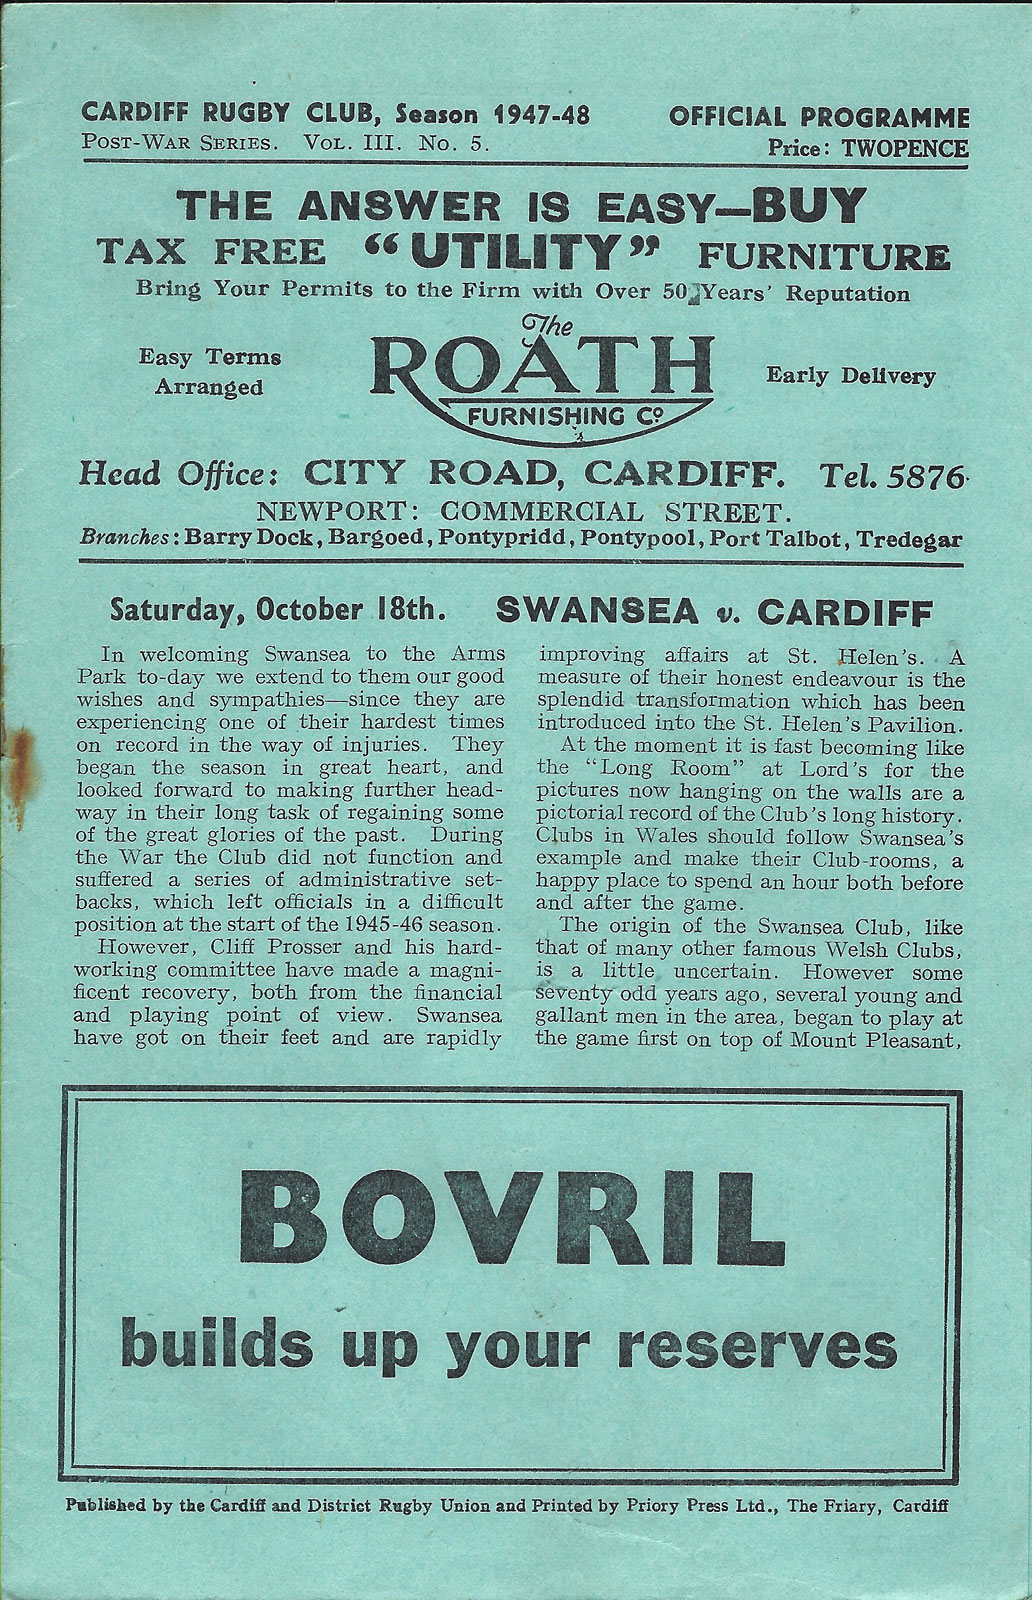 CARDIFF RUGBY CLUB, Season 1947-48
OFFICIAL PROGRAMME
POST-WAR SERIES. VOL. III. NO. 5.
Price: TWOPENCE
THE ANSWER IS EASY—BUY
TAX FREE "UTILITY" FURNITURE
Bring Your Permits to the Firm with Over 50 Years' Reputation
Easy Terms
Arranged
The
ROATH
FURNISHING Co.
Early Delivery
Head Office: CITY ROAD, CARDIFF. Tel. 5876.
NEWPORT: COMMERCIAL STREET.
Branches: Barry Dock, Bargoed, Pontypridd, Pontypool, Port Talbot, Tredegar
Saturday, October 18th. SWANSEA v. CARDIFF
In welcoming Swansea to the Arms
Park to-day we extend to them our good
wishes and sympathies—since they are
experiencing one of their hardest times
on record in the way of injuries. They
began the season in great heart, and
looked forward to making further head-
way in their long task of regaining some
of the great glories of the past. During
the War the Club did not function and
suffered a series of administrative set-
backs, which left officials in a difficult
position at the start of the 1945-46 season.
However, Cliff Prosser and his hard-
working committee have made a magni-
ficent recovery, both from the financial
and playing point of view. Swansea
have got on their feet and are rapidly
improving affairs at St. Helen's. A
measure of their honest endeavour is the
splendid transformation which has been
introduced into the St. Helen's Pavilion.
At the moment it is fast becoming like
the "Long Room" at Lord's for the
pictures now hanging on the walls are a
pictorial record of the Club's long history.
Clubs in Wales should follow Swansea's
example and make their Club-rooms, a
happy place to spend an hour both before
and after the game.
The origin of the Swansea Club, like
that of many other famous Welsh Clubs,
is a little uncertain. However some
seventy odd years ago, several young and
gallant men in the area, began to play at
the game first on top of Mount Pleasant,
BOVRIL
builds up your reserves
Published by the Cardiff and District Rugby Union and Printed by Priory Press Ltd., The Friary, Cardiff